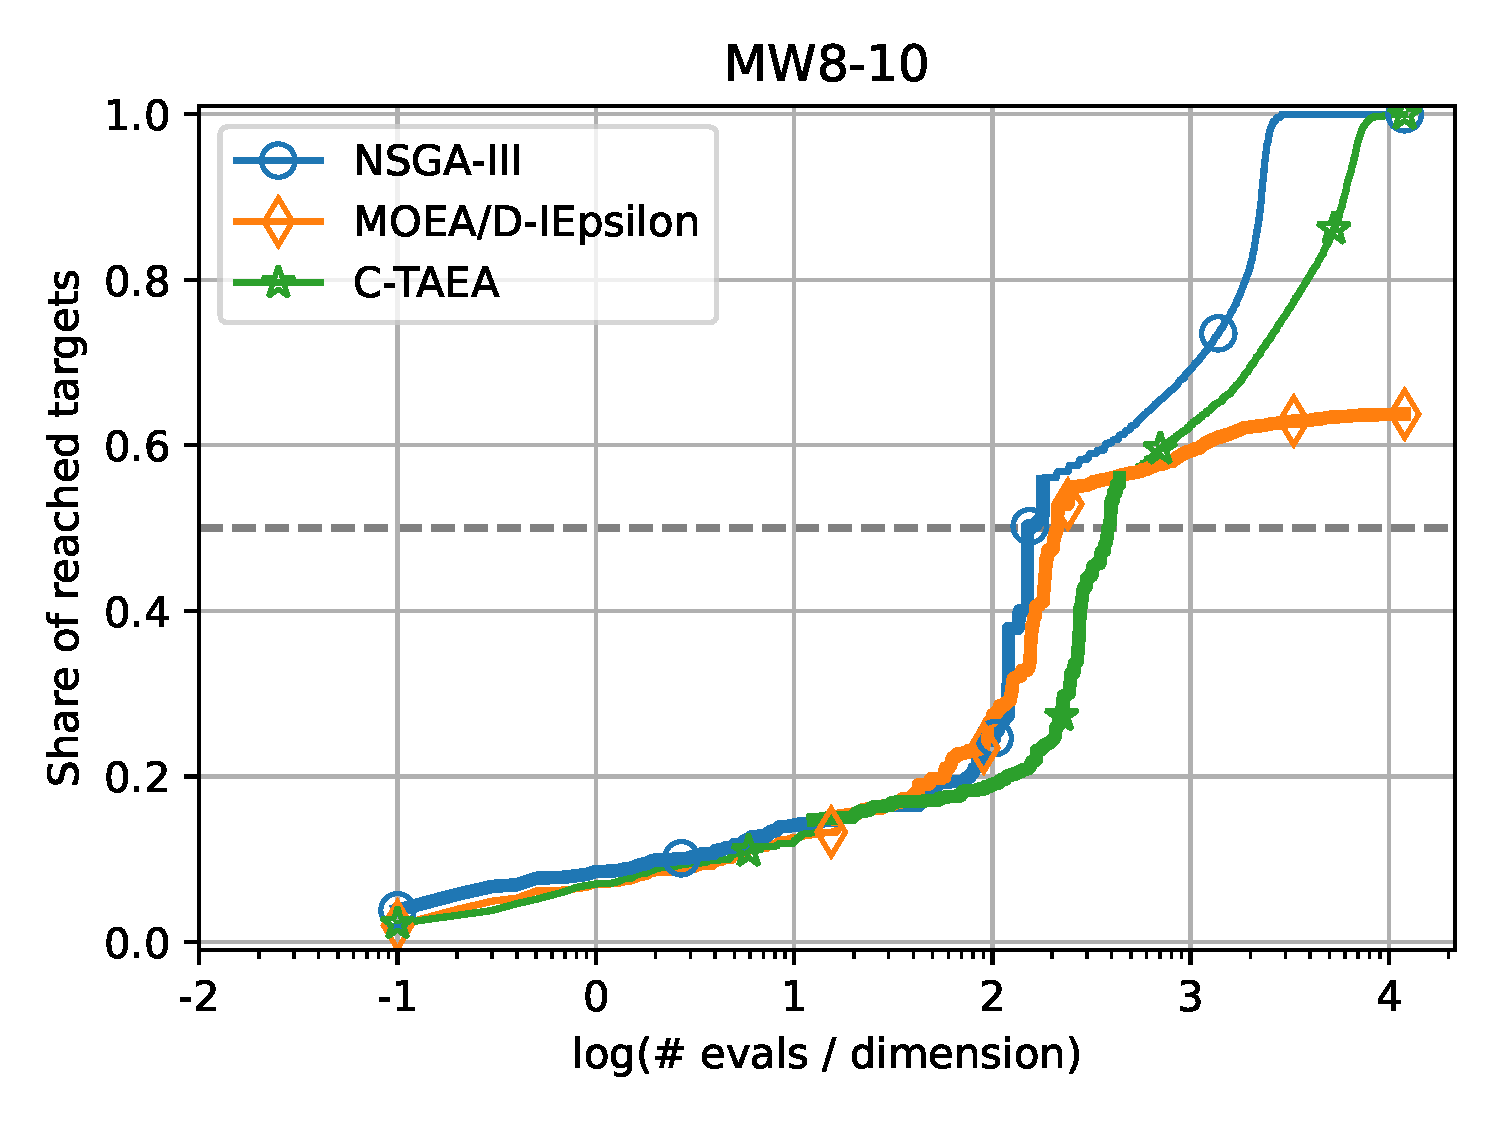 MW8-10
1.0
0.8
0.6
0.4
0.2
0.0
Share of reached targets
NSGA-III
MOEA/D-IEpsilon
C-TAEA
-2 -1 0 1 2 3 4
log(# evals / dimension)